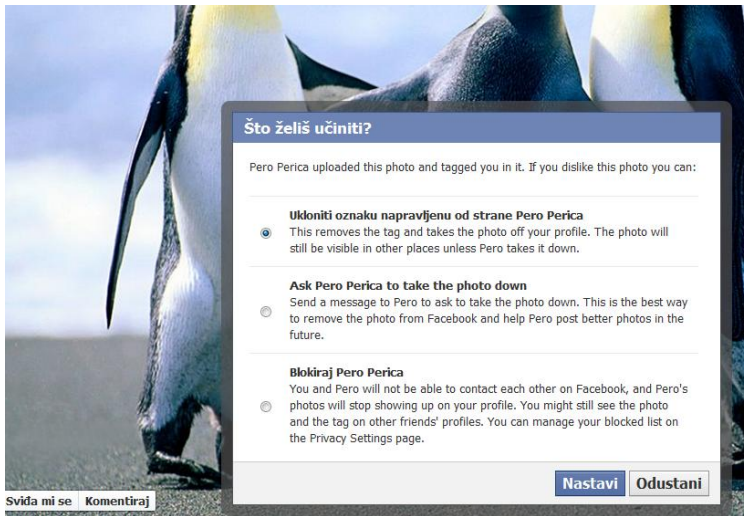 Što želiš učiniti?
Pero Perica uploaded this photo and tagged you in it. If you dislike this photo you can:
Ukloniti oznaku napravljenu od strane Pero Perica
This removes the tag and takes the photo off your profile. The photo will
still be visible in other places unless Pero takes it down.
Ask Pero Perica to take the photo down
Send a message to Pero to ask to take the photo down. This is the best way
to remove the photo from Facebook and help Pero post better photos in the
future.
Blokiraj Pero Perica
You and Pero will not be able to contact each other on Facebook, and Pero's
photos will stop showing up on your profile. You might still see the photo
and the tag on other friends' profiles. You can manage your blocked list on
the Privacy Settings page.
Nastavi Odustani
Sviđa mi se Komentiraj